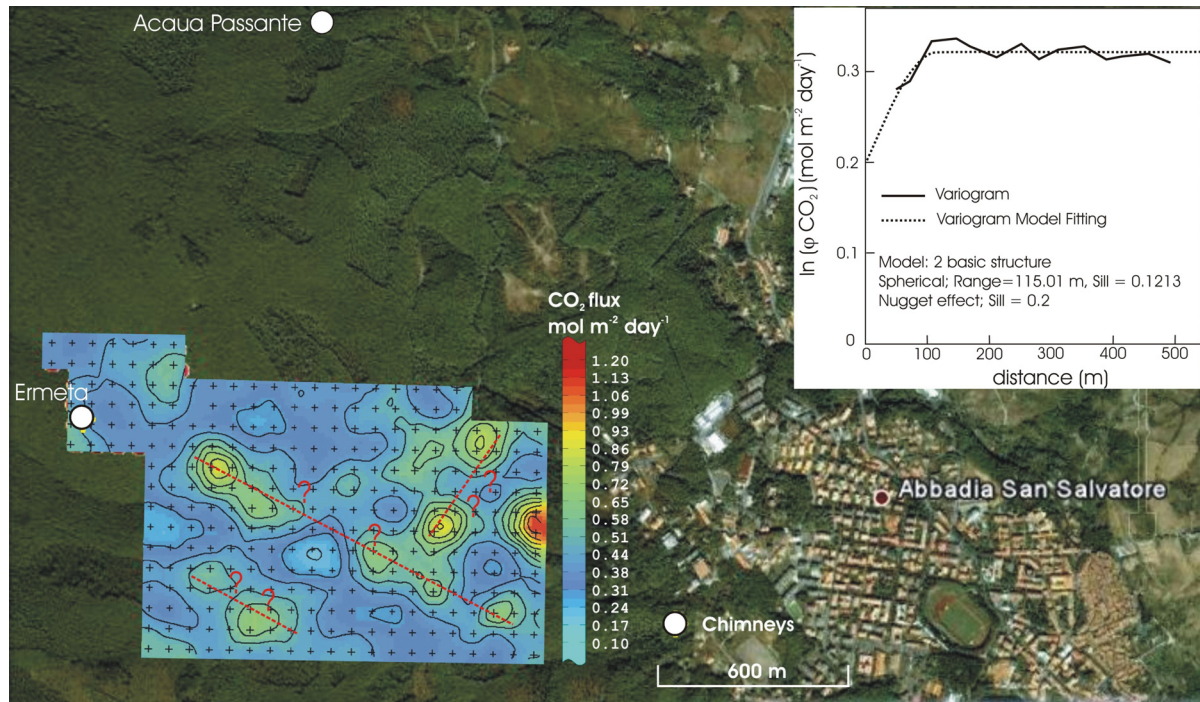 Acaua Passante
Ermeta
CO₂ flux
mol m⁻² day⁻¹
1.20
1.13
1.06
0.99
0.93
0.86
0.79
0.72
0.65
0.58
0.51
0.44
0.38
0.31
0.24
0.17
0.10
?
?
?
?
?
?
Abbadia San Salvatore
Chimneys
600 m
ln (φ CO₂) (mol m⁻² day⁻¹)
0.3
0.2
0.1
0
Variogram
Variogram Model Fitting
Model: 2 basic structure
Spherical; Range=115.01 m, Sill = 0.1213
Nugget effect; Sill = 0.2
0 100 200 300 400 500
distance (m)